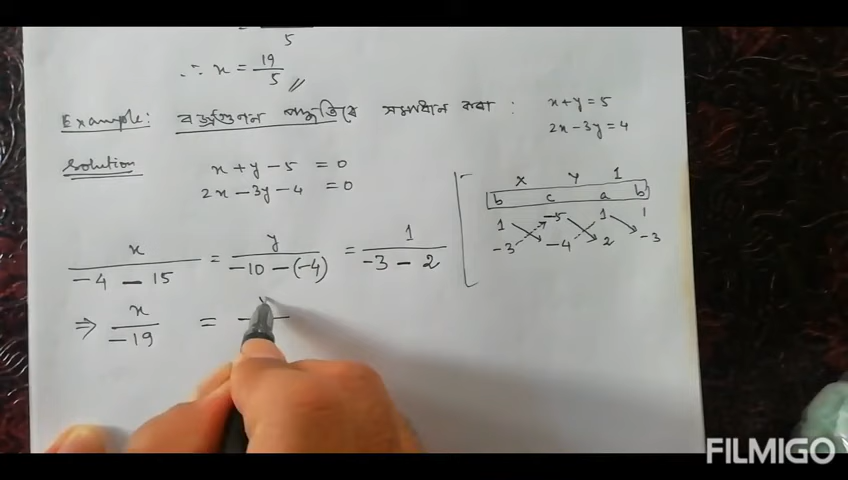 5
∴ x = 19/5 //
Example: বজ্ৰগুণন পদ্ধতিৰে সমাধান কৰা : x+y=5
2x-3y=4
Solution x+y-5 = 0
2x-3y-4 = 0
x y 1
b c a b
1 -5 1 1
-3 -4 2 -3
x/(-4 - 15) = y/(-10-(-4)) = 1/(-3 - 2)
⇒ x/-19 =
FILMIGO